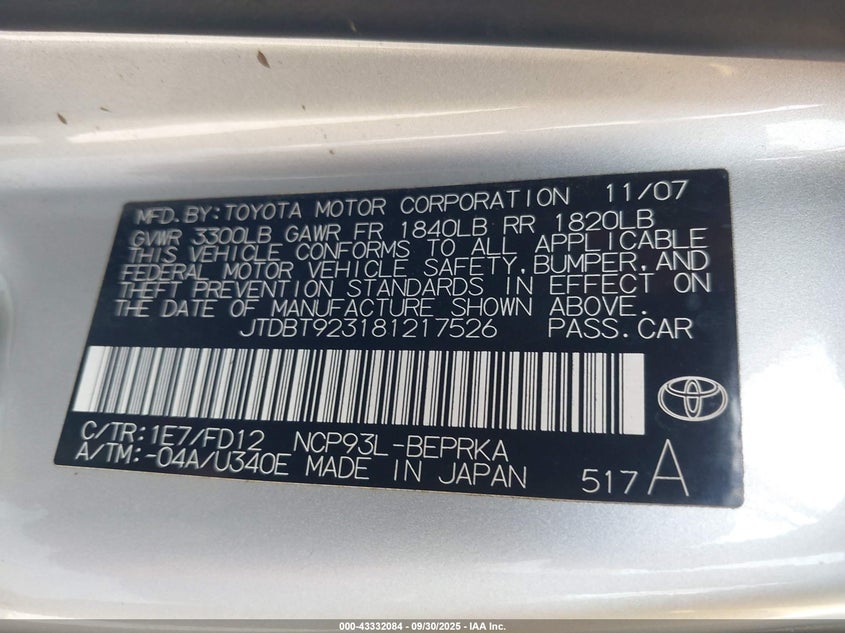 MFD.BY:TOYOTA MOTOR CORPORATION 11/07
GVWR 3300LB GAWR FR 1840LB RR 1820LB
THIS VEHICLE CONFORMS TO ALL APPLICABLE
FEDERAL MOTOR VEHICLE SAFETY,BUMPER,AND
THEFT PREVENTION STANDARDS IN EFFECT ON
THE DATE OF MANUFACTURE SHOWN ABOVE.
JTDBT923181217526 PASS.CAR
C/TR:1E7/FD12 NCP93L-BEPRKA
A/TM:-04A/U340E MADE IN JAPAN
517A
000-43332084 - 09/30/2025 - IAA Inc.